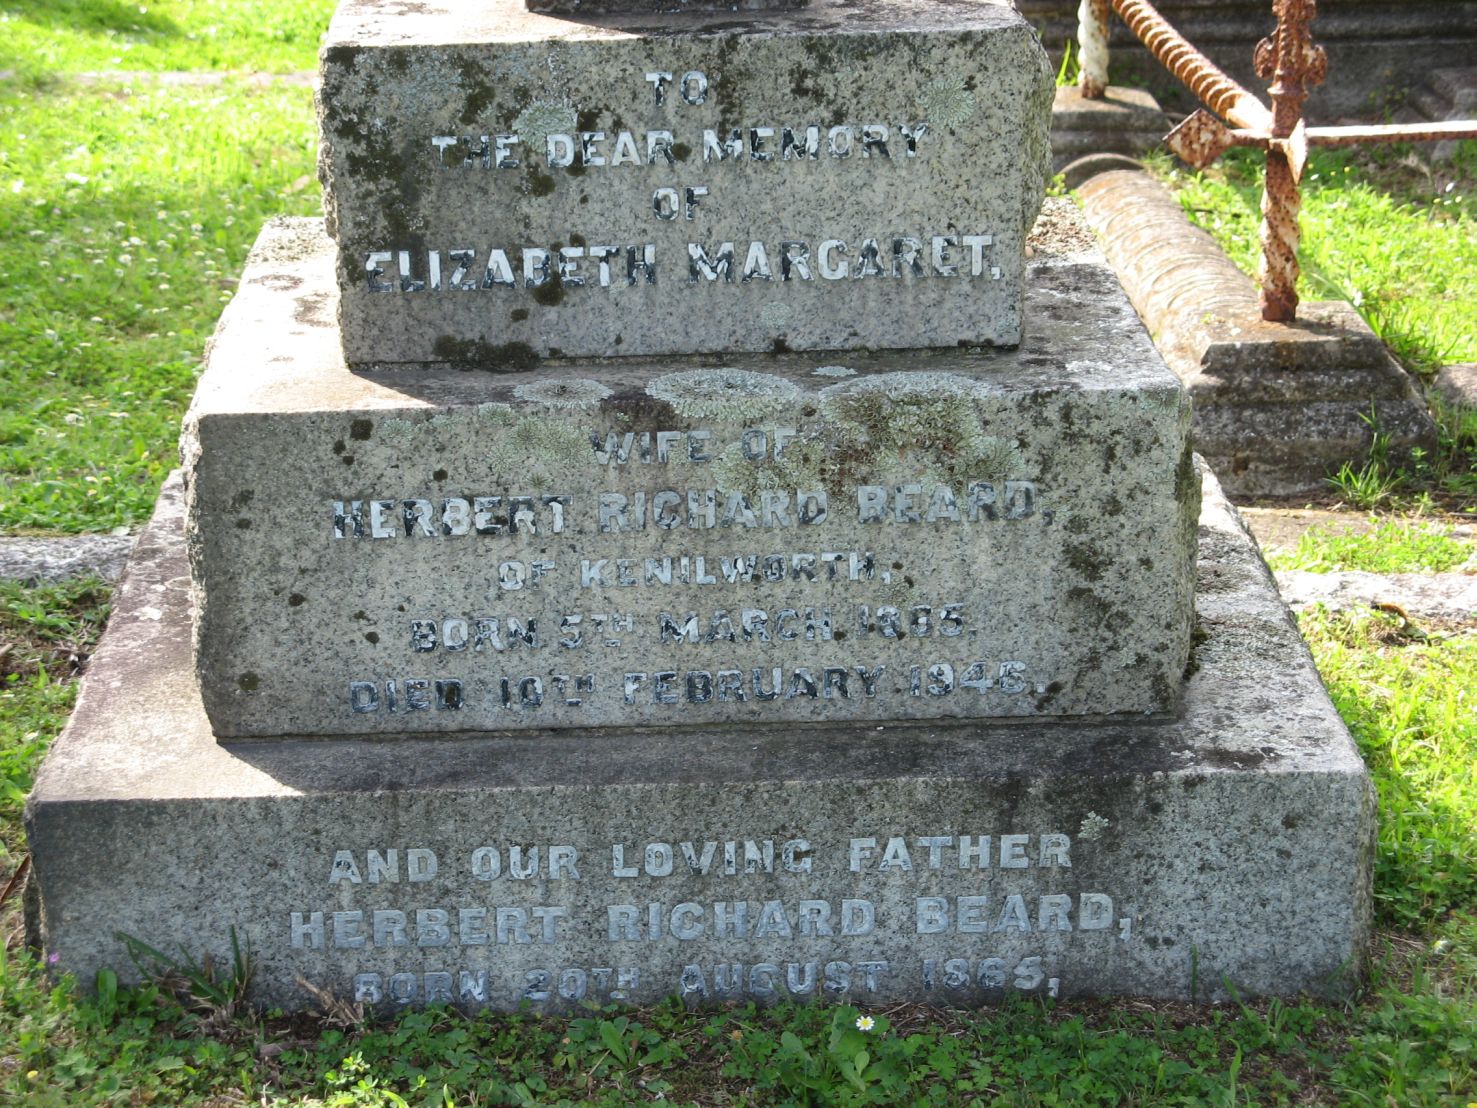 TO
THE DEAR MEMORY
OF
ELIZABETH MARGARET,
WIFE OF
HERBERT RICHARD BEARD,
OF KENILWORTH,
BORN 5TH MARCH
DIED 10TH FEBRUARY 1946
AND OUR LOVING FATHER
HERBERT RICHARD BEARD,
BORN 20TH AUGUST 1865,